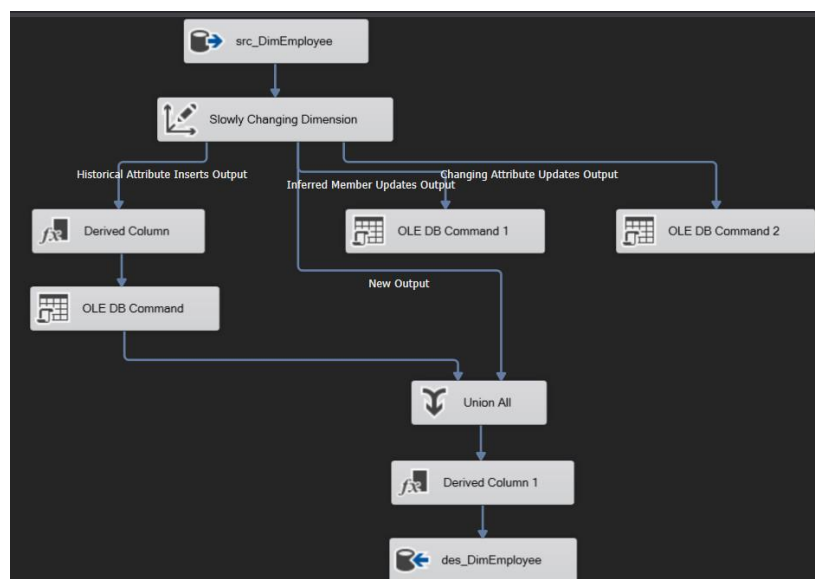 src_DimEmployee
Slowly Changing Dimension
Historical Attribute Inserts Output
Inferred Member Updates Output
Changing Attribute Updates Output
Derived Column
OLE DB Command 1
OLE DB Command 2
New Output
OLE DB Command
Union All
Derived Column 1
des_DimEmployee